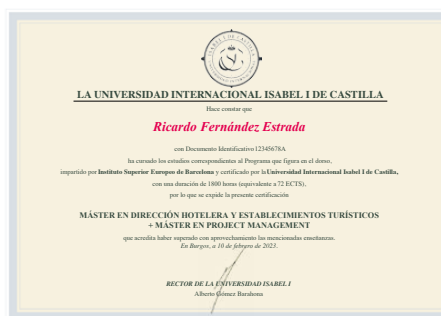 LA UNIVERSIDAD INTERNACIONAL ISABEL I DE CASTILLA
Hace constar que
Ricardo Fernández Estrada
con Documento Identificativo12345678A
ha cursado los estudios correspondientes al Programa que figura en el dorso,
impartido por Instituto Superior Europeo de Barcelona y certificado por la Universidad Internacional Isabel I de Castilla,
con una duración de 1800 horas (equivalente a 72 ECTS),
por lo que se expide la presente certificación
MÁSTER EN DIRECCIÓN HOTELERA Y ESTABLECIMIENTOS TURÍSTICOS
+ MÁSTER EN PROJECT MANAGEMENT
que acredita haber superado con aprovechamiento las mencionadas enseñanzas.
En Burgos, a 10 de febrero de 2023.
RECTOR DE LA UNIVERSIDAD ISABEL I
Alberto Gómez Barahona